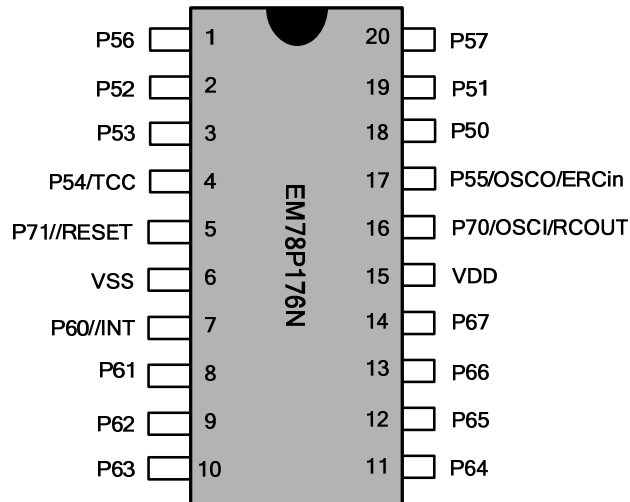 P56 1 20 P57
P52 2 19 P51
P53 3 18 P50
P54/TCC 4 17 P55/OSCO/ERCin
P71//RESET 5 16 P70/OSCI/RCOUT
VSS 6 15 VDD
P60//INT 7 14 P67
P61 8 13 P66
P62 9 12 P65
P63 10 11 P64
EM78P176N